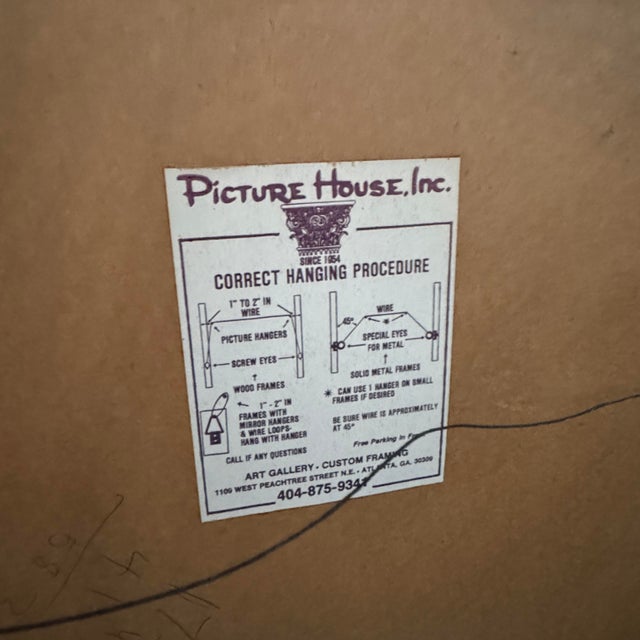 PICTURE HOUSE, Inc.
SINCE 1954
CORRECT HANGING PROCEDURE
1" TO 2" IN
WIRE
PICTURE HANGERS
SCREW EYES
WOOD FRAMES
1" - 2" IN
FRAMES WITH
MIRROR HANGERS
& WIRE LOOPS-
HANG WITH HANGER
CALL IF ANY QUESTIONS
WIRE
45°
SPECIAL EYES
FOR METAL
SOLID METAL FRAMES
* CAN USE 1 HANGER ON SMALL
FRAMES IF DESIRED
BE SURE WIRE IS APPROXIMATELY
AT 45°
Free Parking in
ART GALLERY • CUSTOM FRAMING
1109 WEST PEACHTREE STREET N.E. • ATLANTA, GA. 30309
404-875-9341